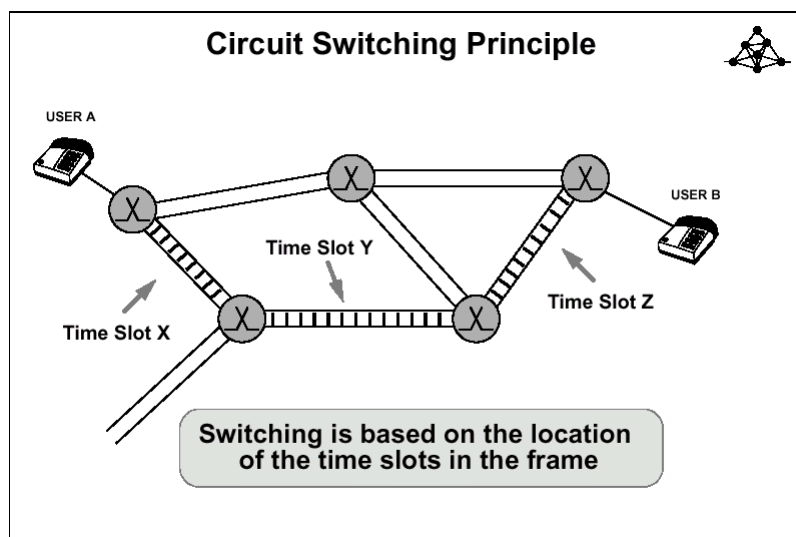 Circuit Switching Principle
USER A
USER B
Time Slot Y
Time Slot Z
Time Slot X
Switching is based on the location
of the time slots in the frame